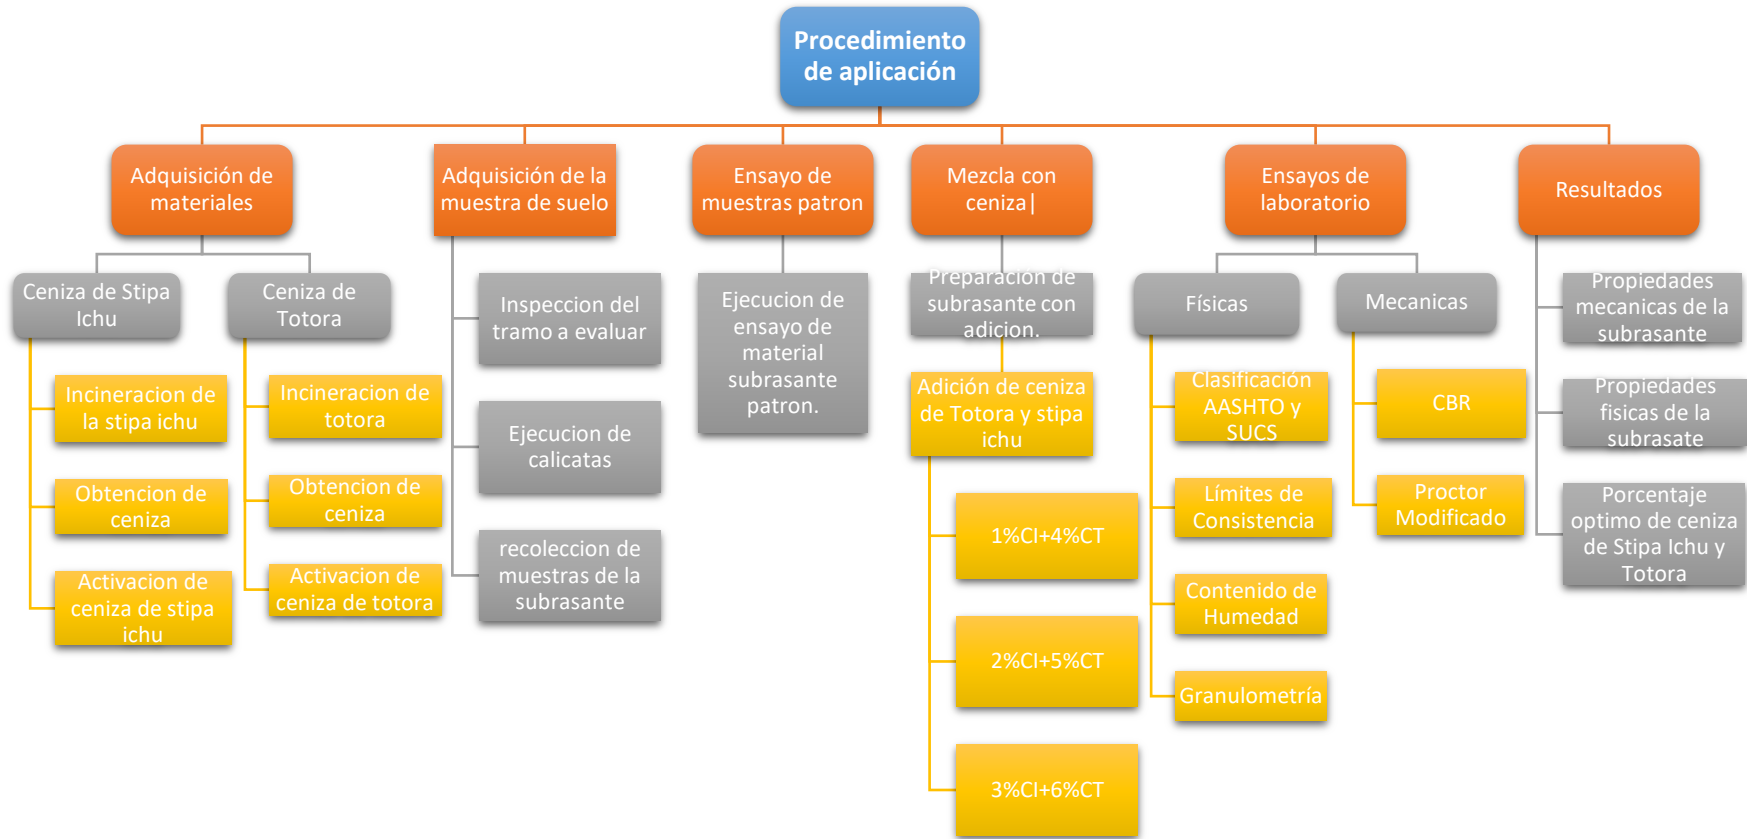 Procedimiento
de aplicación
Adquisición de
materiales
Ceniza de Stipa
Ichu
Incineracion de
la stipa ichu
Obtencion de
ceniza
Activacion de
ceniza de stipa
ichu
Ceniza de
Totora
Incineracion de
totora
Obtencion de
ceniza
Activacion de
ceniza de totora
Adquisición de la
muestra de suelo
Inspeccion del
tramo a evaluar
Ejecucion de
calicatas
recoleccion de
muestras de la
subrasante
Ensayo de
muestras patron
Ejecucion de
ensayo de
material
subrasante
patron.
Mezcla con
ceniza|
Preparación de
subrasante con
adicion.
Adición de ceniza
de Totora y stipa
ichu
1%CI+4%CT
2%CI+5%CT
3%CI+6%CT
Ensayos de
laboratorio
Físicas
Clasificación
AASHTO y
SUCS
Límites de
Consistencia
Contenido de
Humedad
Granulometría
Mecanicas
CBR
Proctor
Modificado
Resultados
Propiedades
mecanicas de la
subrasante
Propiedades
fisicas de la
subrasate
Porcentaje
optimo de ceniza
de Stipa Ichu y
Totora